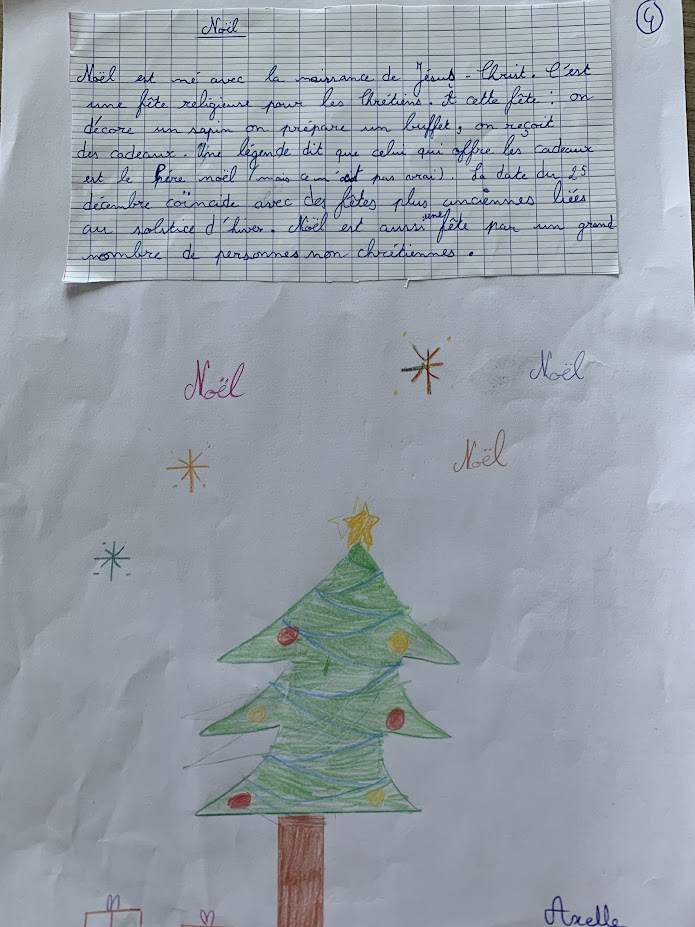 4
Noël
Noël est né avec la naissance de Jésus-Christ. C'est
une fête religieuse pour les Chrétiens. À cette fête : on
décore un sapin on prépare un buffet, on reçoit
des cadeaux. Une légende dit que celui qui offre les cadeaux
est le Père noël (mais ce n'est pas vrai). La date du 25
décembre coïncide avec des fêtes plus anciennes liées
au solstice d'hiver. Noël est aussi une fête par un grand
nombre de personnes non chrétiennes.
Noël
Noël
Noël
Axelle